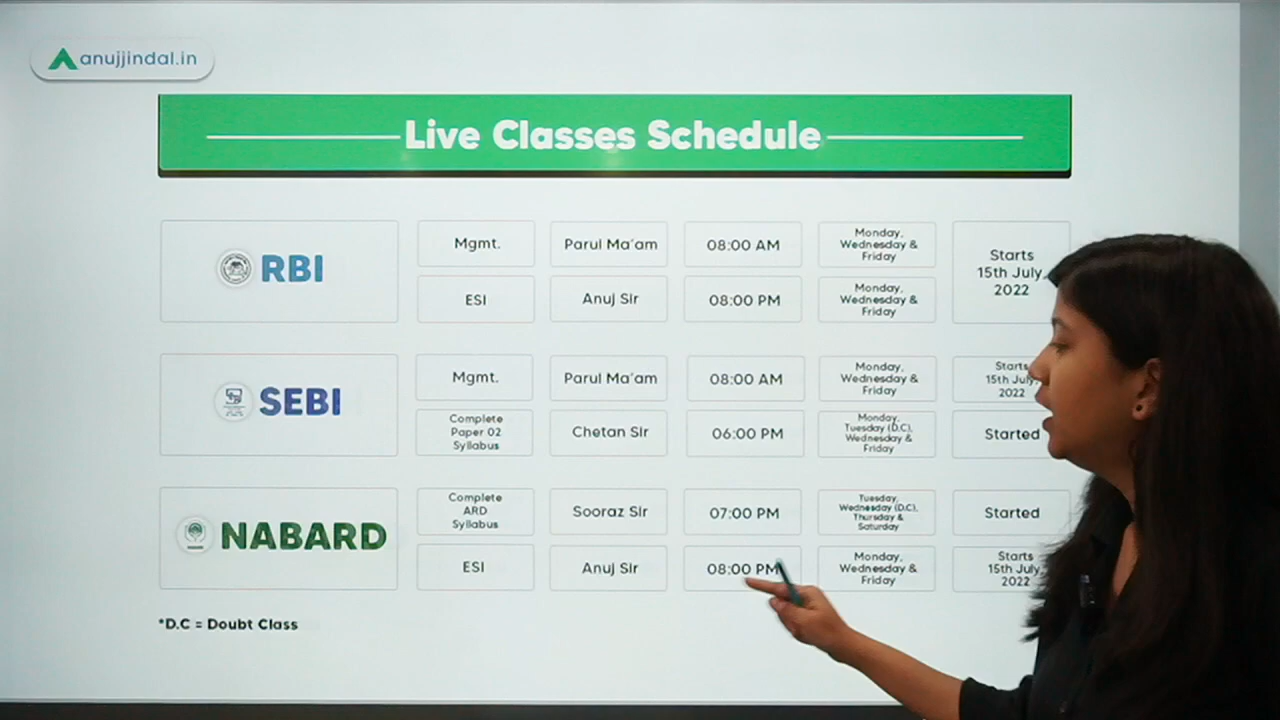 anujjindal.in
Live Classes Schedule
RBI
Mgmt.
Parul Ma'am
08:00 AM
Monday,
Wednesday &
Friday
Starts
15th July,
2022
ESI
Anuj Sir
08:00 PM
Monday,
Wednesday &
Friday
SEBI
Mgmt.
Parul Ma'am
08:00 AM
Monday,
Wednesday &
Friday
Starts
15th July,
2022
Complete
Paper 02
Syllabus
Chetan Sir
06:00 PM
Monday,
Tuesday (D.C),
Wednesday &
Friday
Started
NABARD
Complete
ARD
Syllabus
Sooraz Sir
07:00 PM
Tuesday,
Wednesday (D.C),
Thursday &
Saturday
Started
ESI
Anuj Sir
08:00 PM
Monday,
Wednesday &
Friday
Starts
15th July,
2022
*D.C = Doubt Class